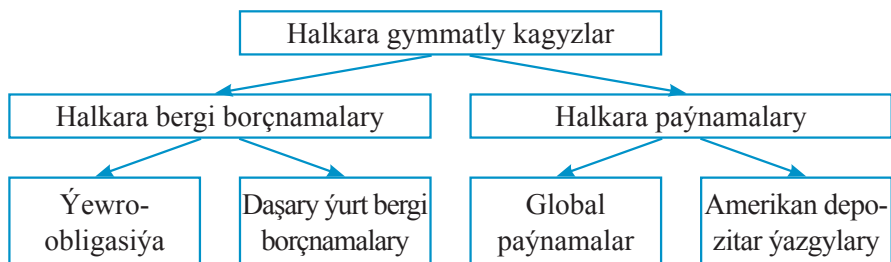 Halkara gymmatly kagyzlar
Halkara bergi borçnamalary
Halkara paýnamalary
Ýewro-
obligasiýa
Daşary ýurt bergi
borçnamalary
Global
paýnamalar
Amerikan depo-
zitar ýazgylary